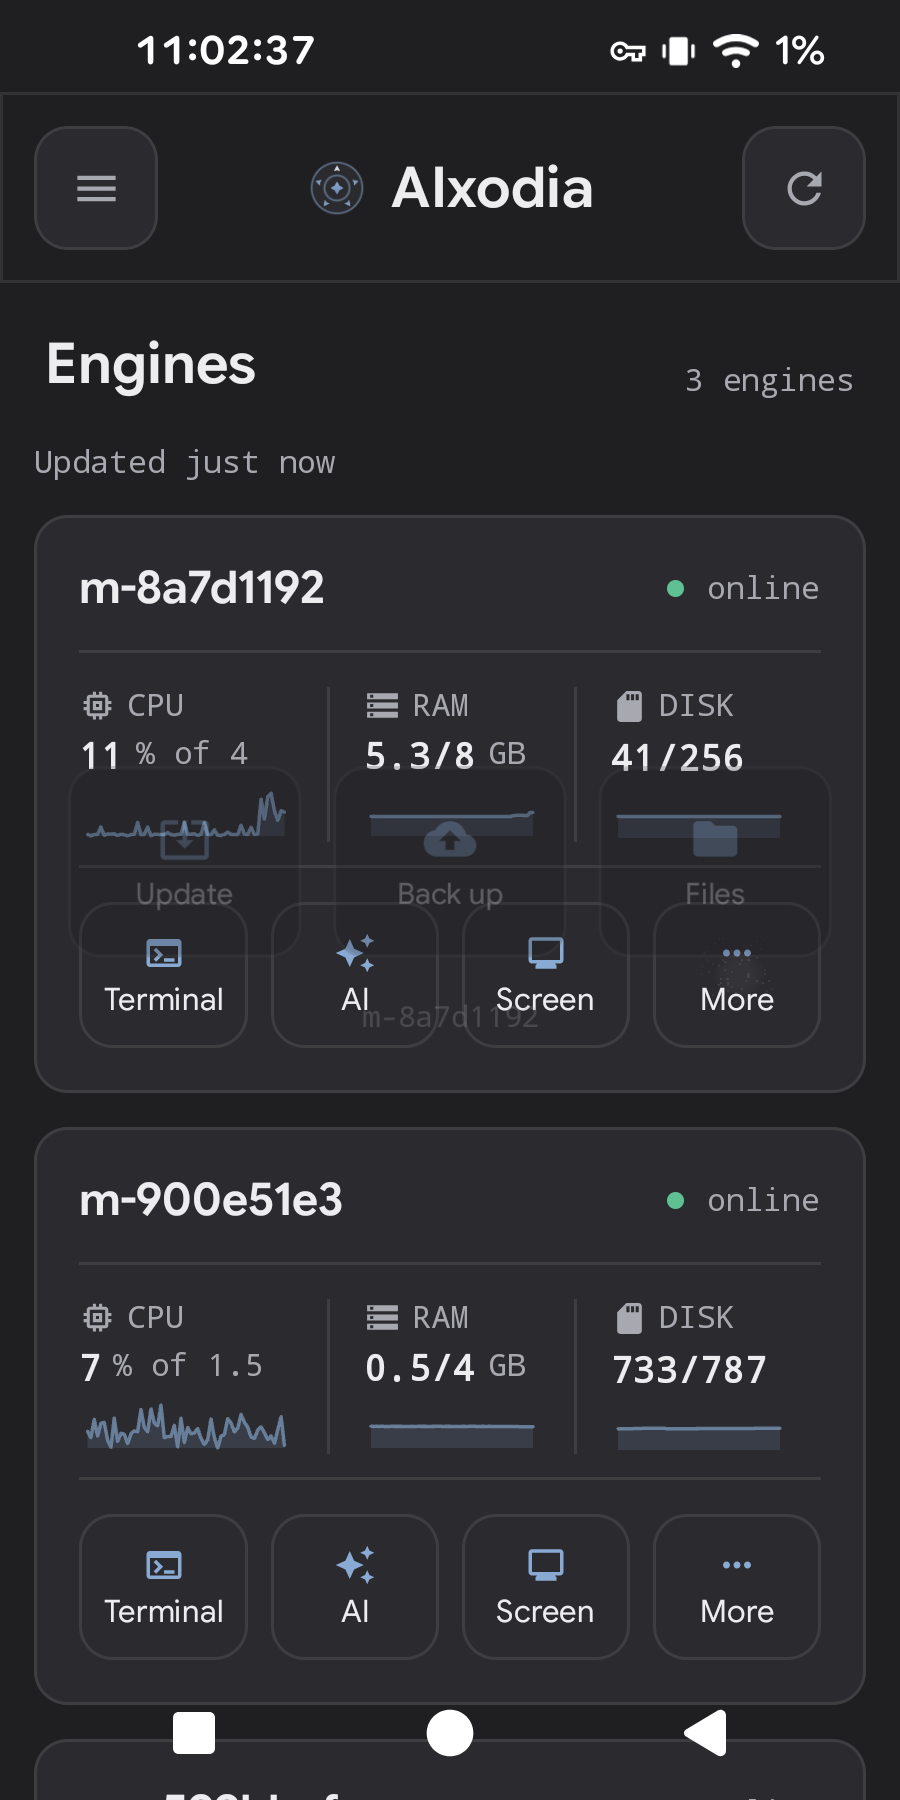 11:02:37 1%
Alxodia
Engines
3 engines
Updated just now
m-8a7d1192 online
CPU RAM DISK
11 % of 4 5.3/8 GB 41/256
Update Back up Files
Terminal AI Screen More
m-8a7d1192
m-900e51e3 online
CPU RAM DISK
7 % of 1.5 0.5/4 GB 733/787
Terminal AI Screen More